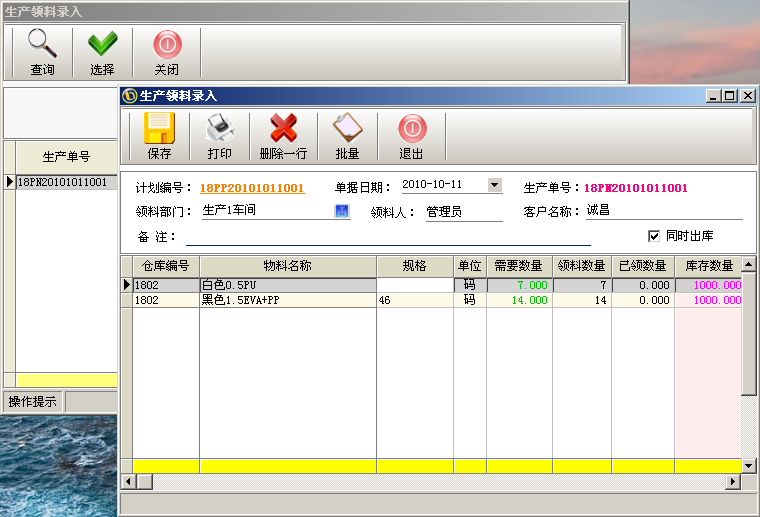 生产领料录入
查询 选择 关闭
生产单号
18PN20101011001
操作提示
生产领料录入
保存 打印 删除一行 批量 退出
计划编号： 18PP20101011001 单据日期： 2010-10-11 生产单号：18PN20101011001
领料部门： 生产1车间 领料人： 管理员 客户名称： 诚昌
备 注： 同时出库
仓库编号 物料名称 规格 单位 需要数量 领料数量 已领数量 库存数量
1802 白色0.5PU 码 7.000 7 0.000 1000.000
1802 黑色1.5EVA+PP 46 码 14.000 14 0.000 1000.000